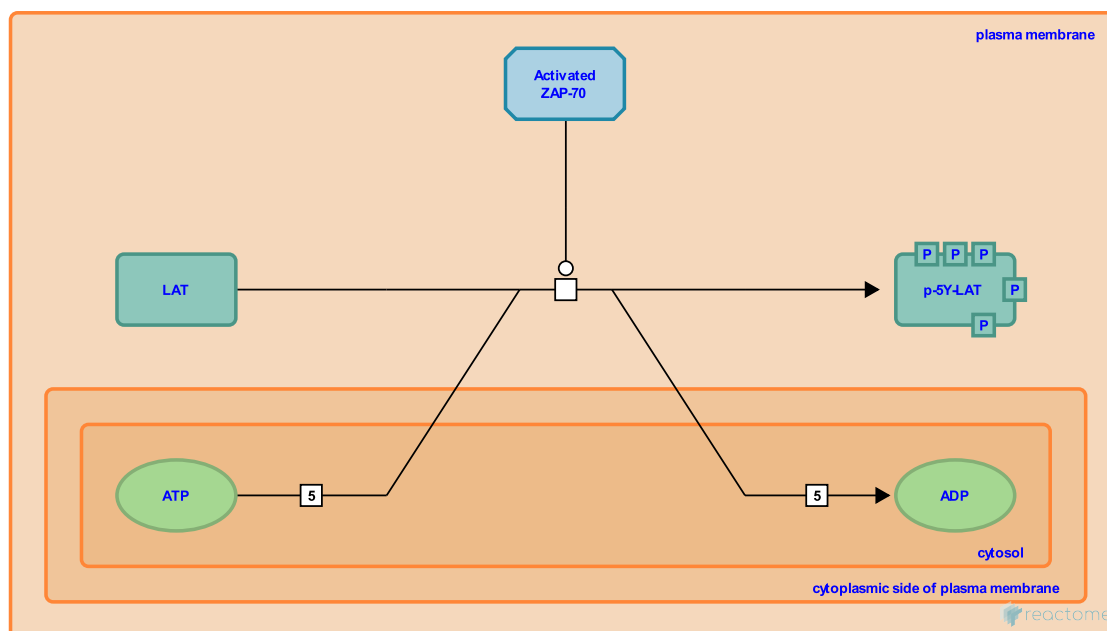 plasma membrane
Activated
ZAP-70
LAT
P P P
p-5Y-LAT
P
P
ATP
5
5
ADP
cytosol
cytoplasmic side of plasma membrane
reactome